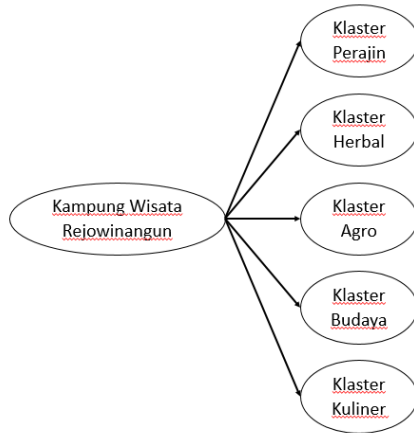 Klaster
Perajin
Klaster
Herbal
Kampung Wisata
Rejowinangun
Klaster
Agro
Klaster
Budaya
Klaster
Kuliner